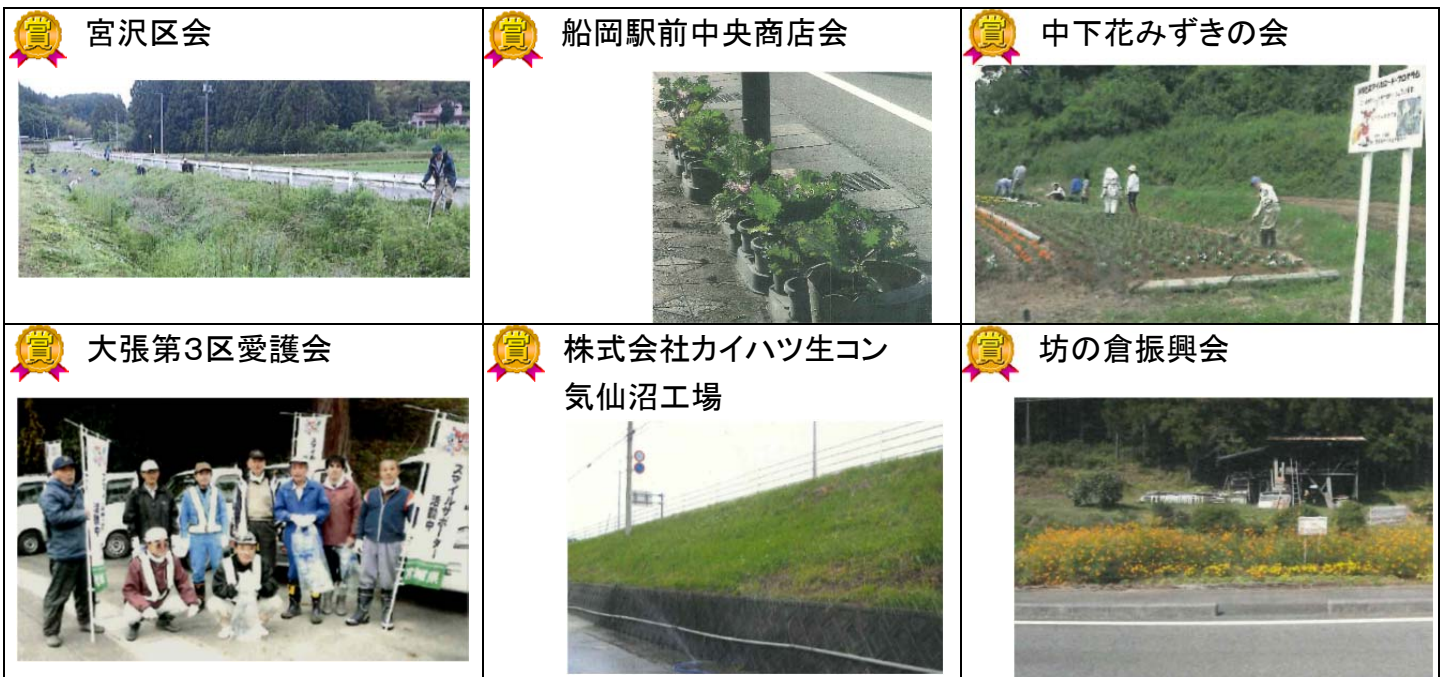 賞 宮沢区会
賞 船岡駅前中央商店会
賞 中下花みずきの会
賞 大張第3区愛護会
スマイルサポーター
活動中
賞 株式会社カイハツ生コン
気仙沼工場
賞 坊の倉振興会